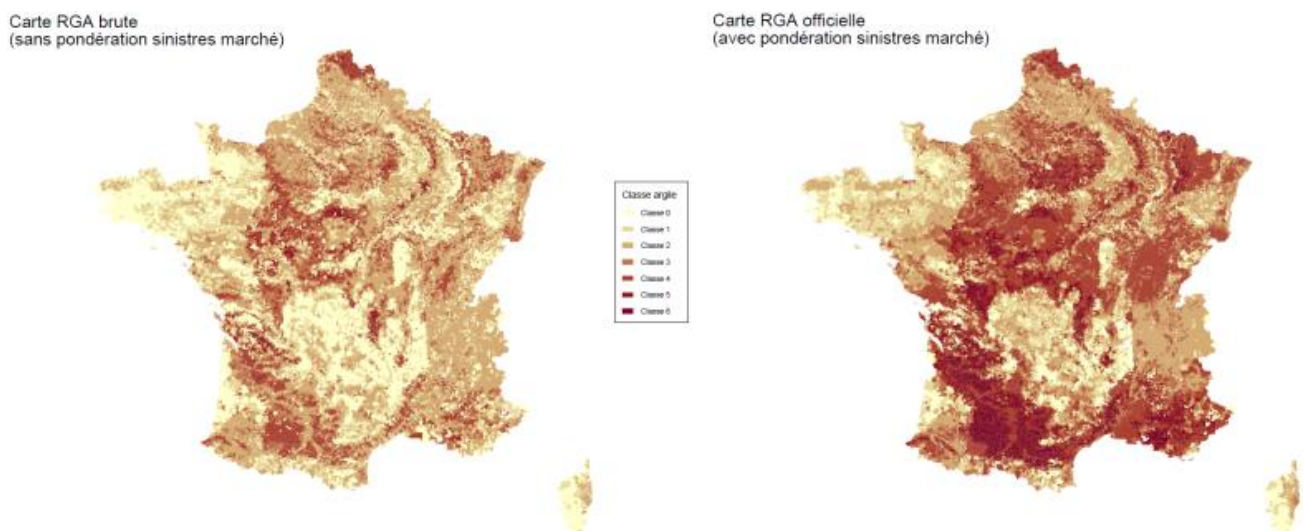 Carte RGA brute
(sans pondération sinistres marché)
Carte RGA officielle
(avec pondération sinistres marché)
Classe argile
Classe 0
Classe 1
Classe 2
Classe 3
Classe 4
Classe 5
Classe 6